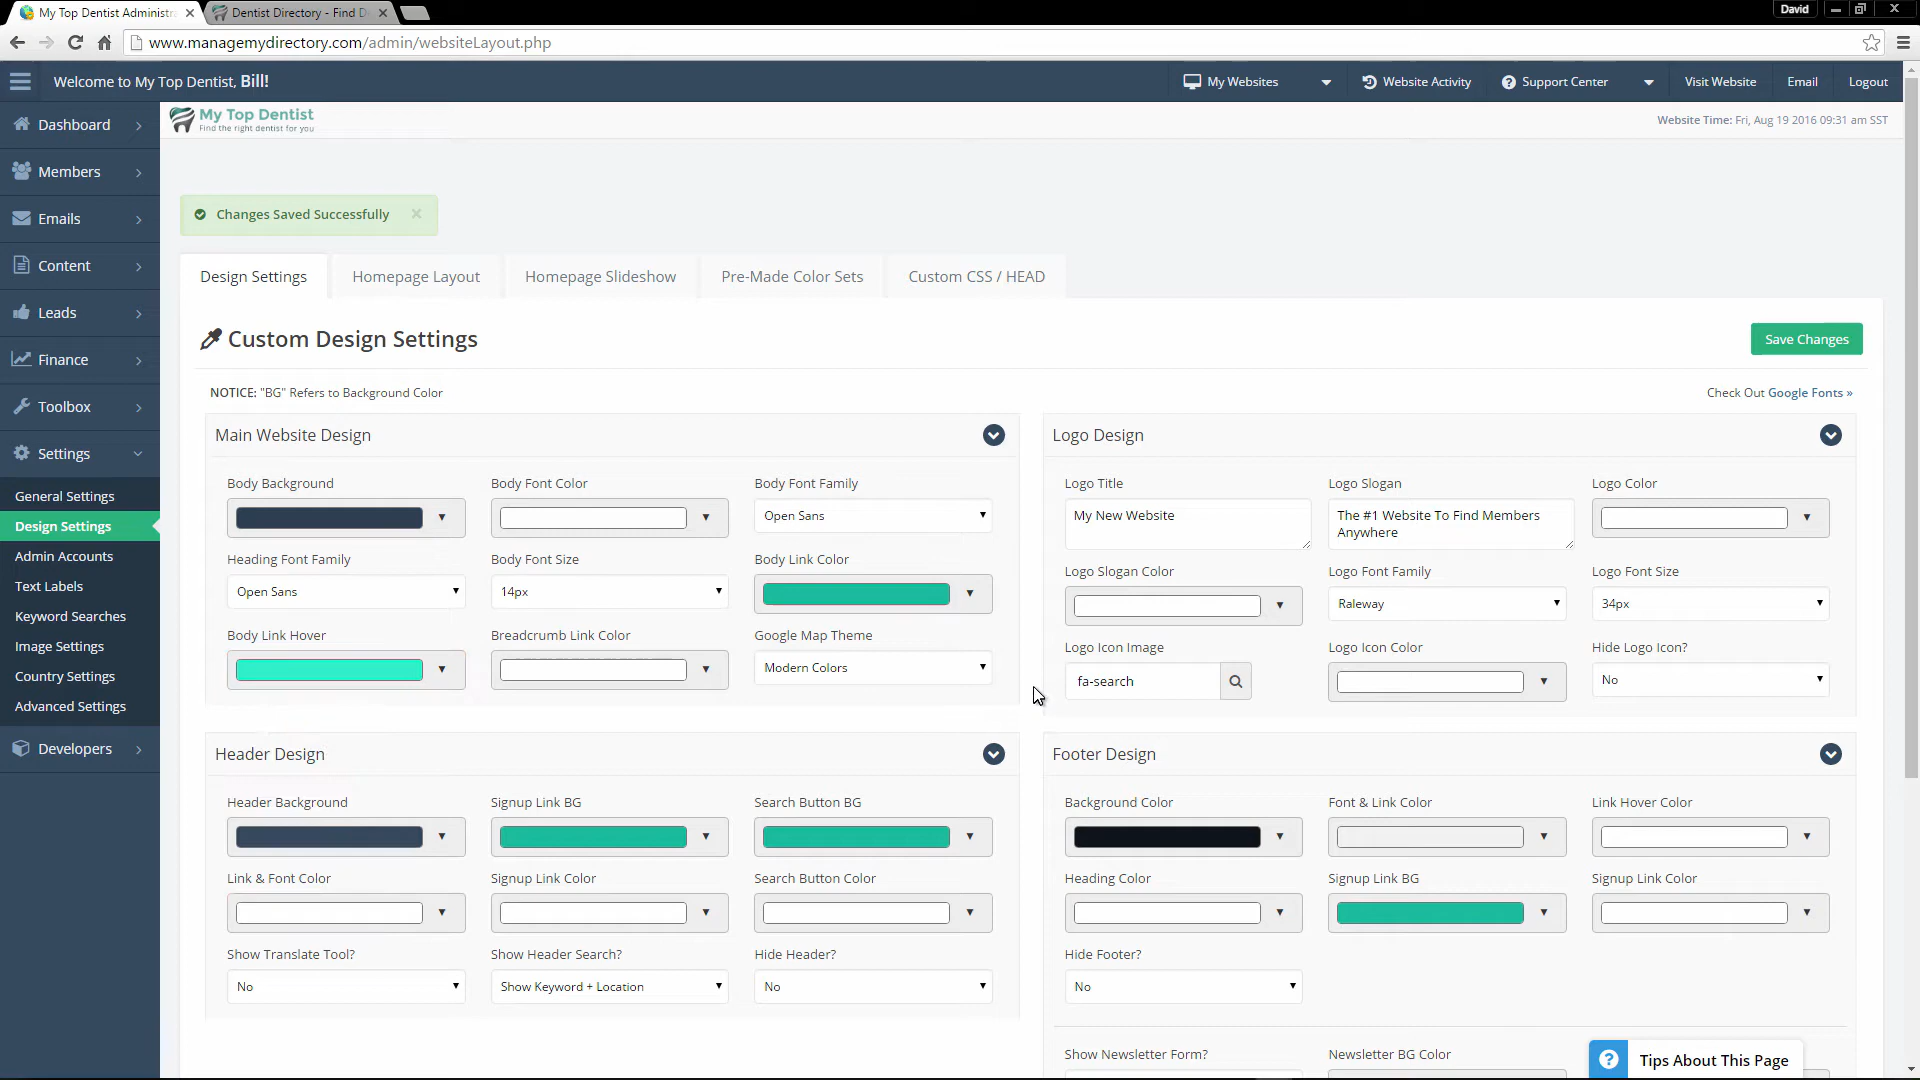 My Top Dentist Administra
Dentist Directory - Find D
David
www.managemydirectory.com/admin/websiteLayout.php
Welcome to My Top Dentist, Bill!
My Websites
Website Activity
Support Center
Visit Website
Email
Logout
My Top Dentist
Find the right dentist for you
Website Time: Fri, Aug 19 2016 09:31 am SST
Dashboard
Members
Emails
Content
Leads
Finance
Toolbox
Settings
General Settings
Design Settings
Admin Accounts
Text Labels
Keyword Searches
Image Settings
Country Settings
Advanced Settings
Developers
Changes Saved Successfully
Design Settings
Homepage Layout
Homepage Slideshow
Pre-Made Color Sets
Custom CSS / HEAD
Custom Design Settings
Save Changes
NOTICE: "BG" Refers to Background Color
Check Out Google Fonts »
Main Website Design
Body Background
Body Font Color
Body Font Family
Open Sans
Heading Font Family
Body Font Size
Body Link Color
Open Sans
14px
Body Link Hover
Breadcrumb Link Color
Google Map Theme
Modern Colors
Logo Design
Logo Title
Logo Slogan
Logo Color
My New Website
The #1 Website To Find Members
Anywhere
Logo Slogan Color
Logo Font Family
Logo Font Size
Raleway
34px
Logo Icon Image
Logo Icon Color
Hide Logo Icon?
fa-search
No
Header Design
Header Background
Signup Link BG
Search Button BG
Link & Font Color
Signup Link Color
Search Button Color
Show Translate Tool?
Show Header Search?
Hide Header?
No
Show Keyword + Location
No
Footer Design
Background Color
Font & Link Color
Link Hover Color
Heading Color
Signup Link BG
Signup Link Color
Hide Footer?
No
Show Newsletter Form?
Newsletter BG Color
Tips About This Page